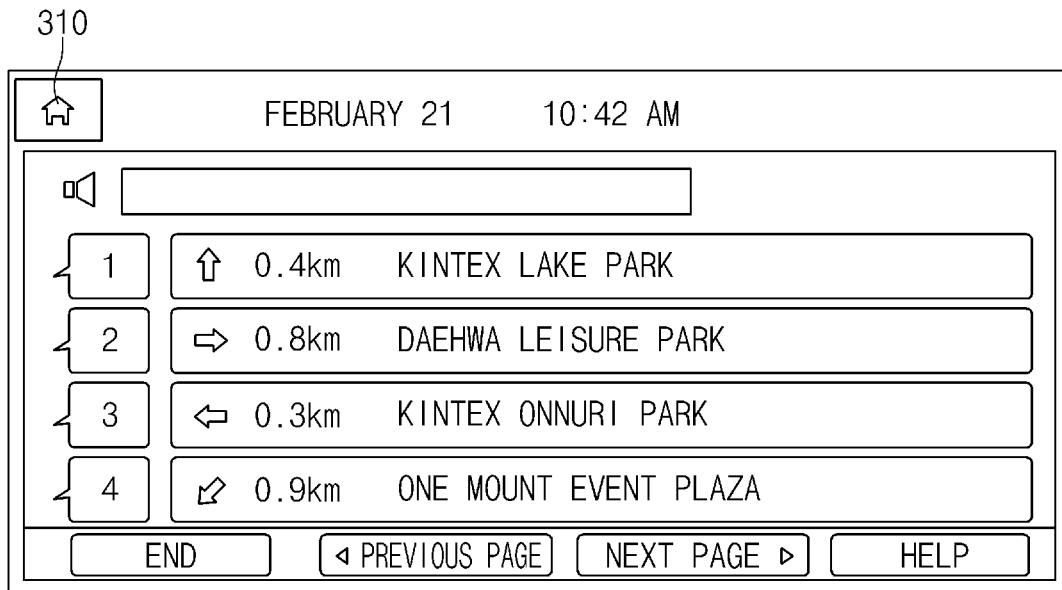 310
FEBRUARY 21 10:42 AM
1 0.4km KINTEX LAKE PARK
2 0.8km DAEHWA LEISURE PARK
3 0.3km KINTEX ONNURI PARK
4 0.9km ONE MOUNT EVENT PLAZA
END PREVIOUS PAGE NEXT PAGE HELP